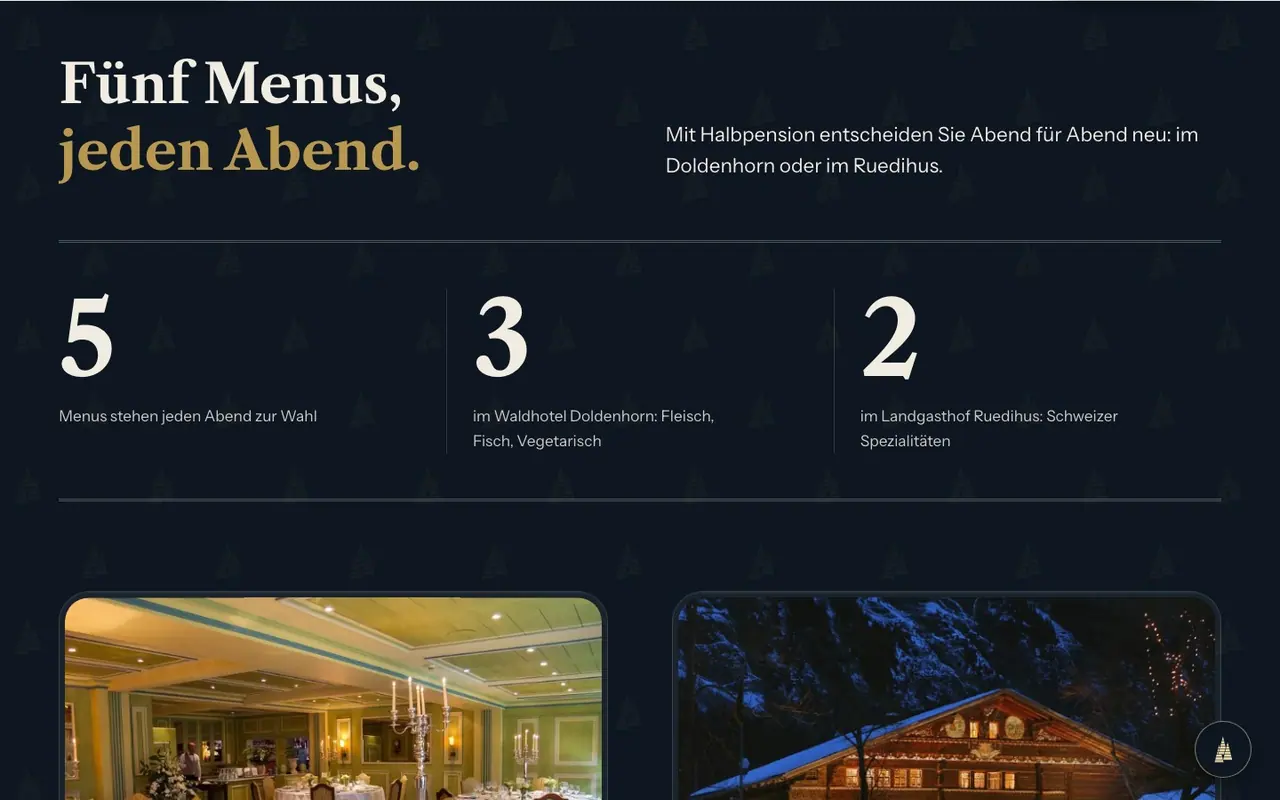 Fünf Menus,
jeden Abend.
Mit Halbpension entscheiden Sie Abend für Abend neu: im
Doldenhorn oder im Ruedihus.
5
Menus stehen jeden Abend zur Wahl
3
im Waldhotel Doldenhorn: Fleisch,
Fisch, Vegetarisch
2
im Landgasthof Ruedihus: Schweizer
Spezialitäten